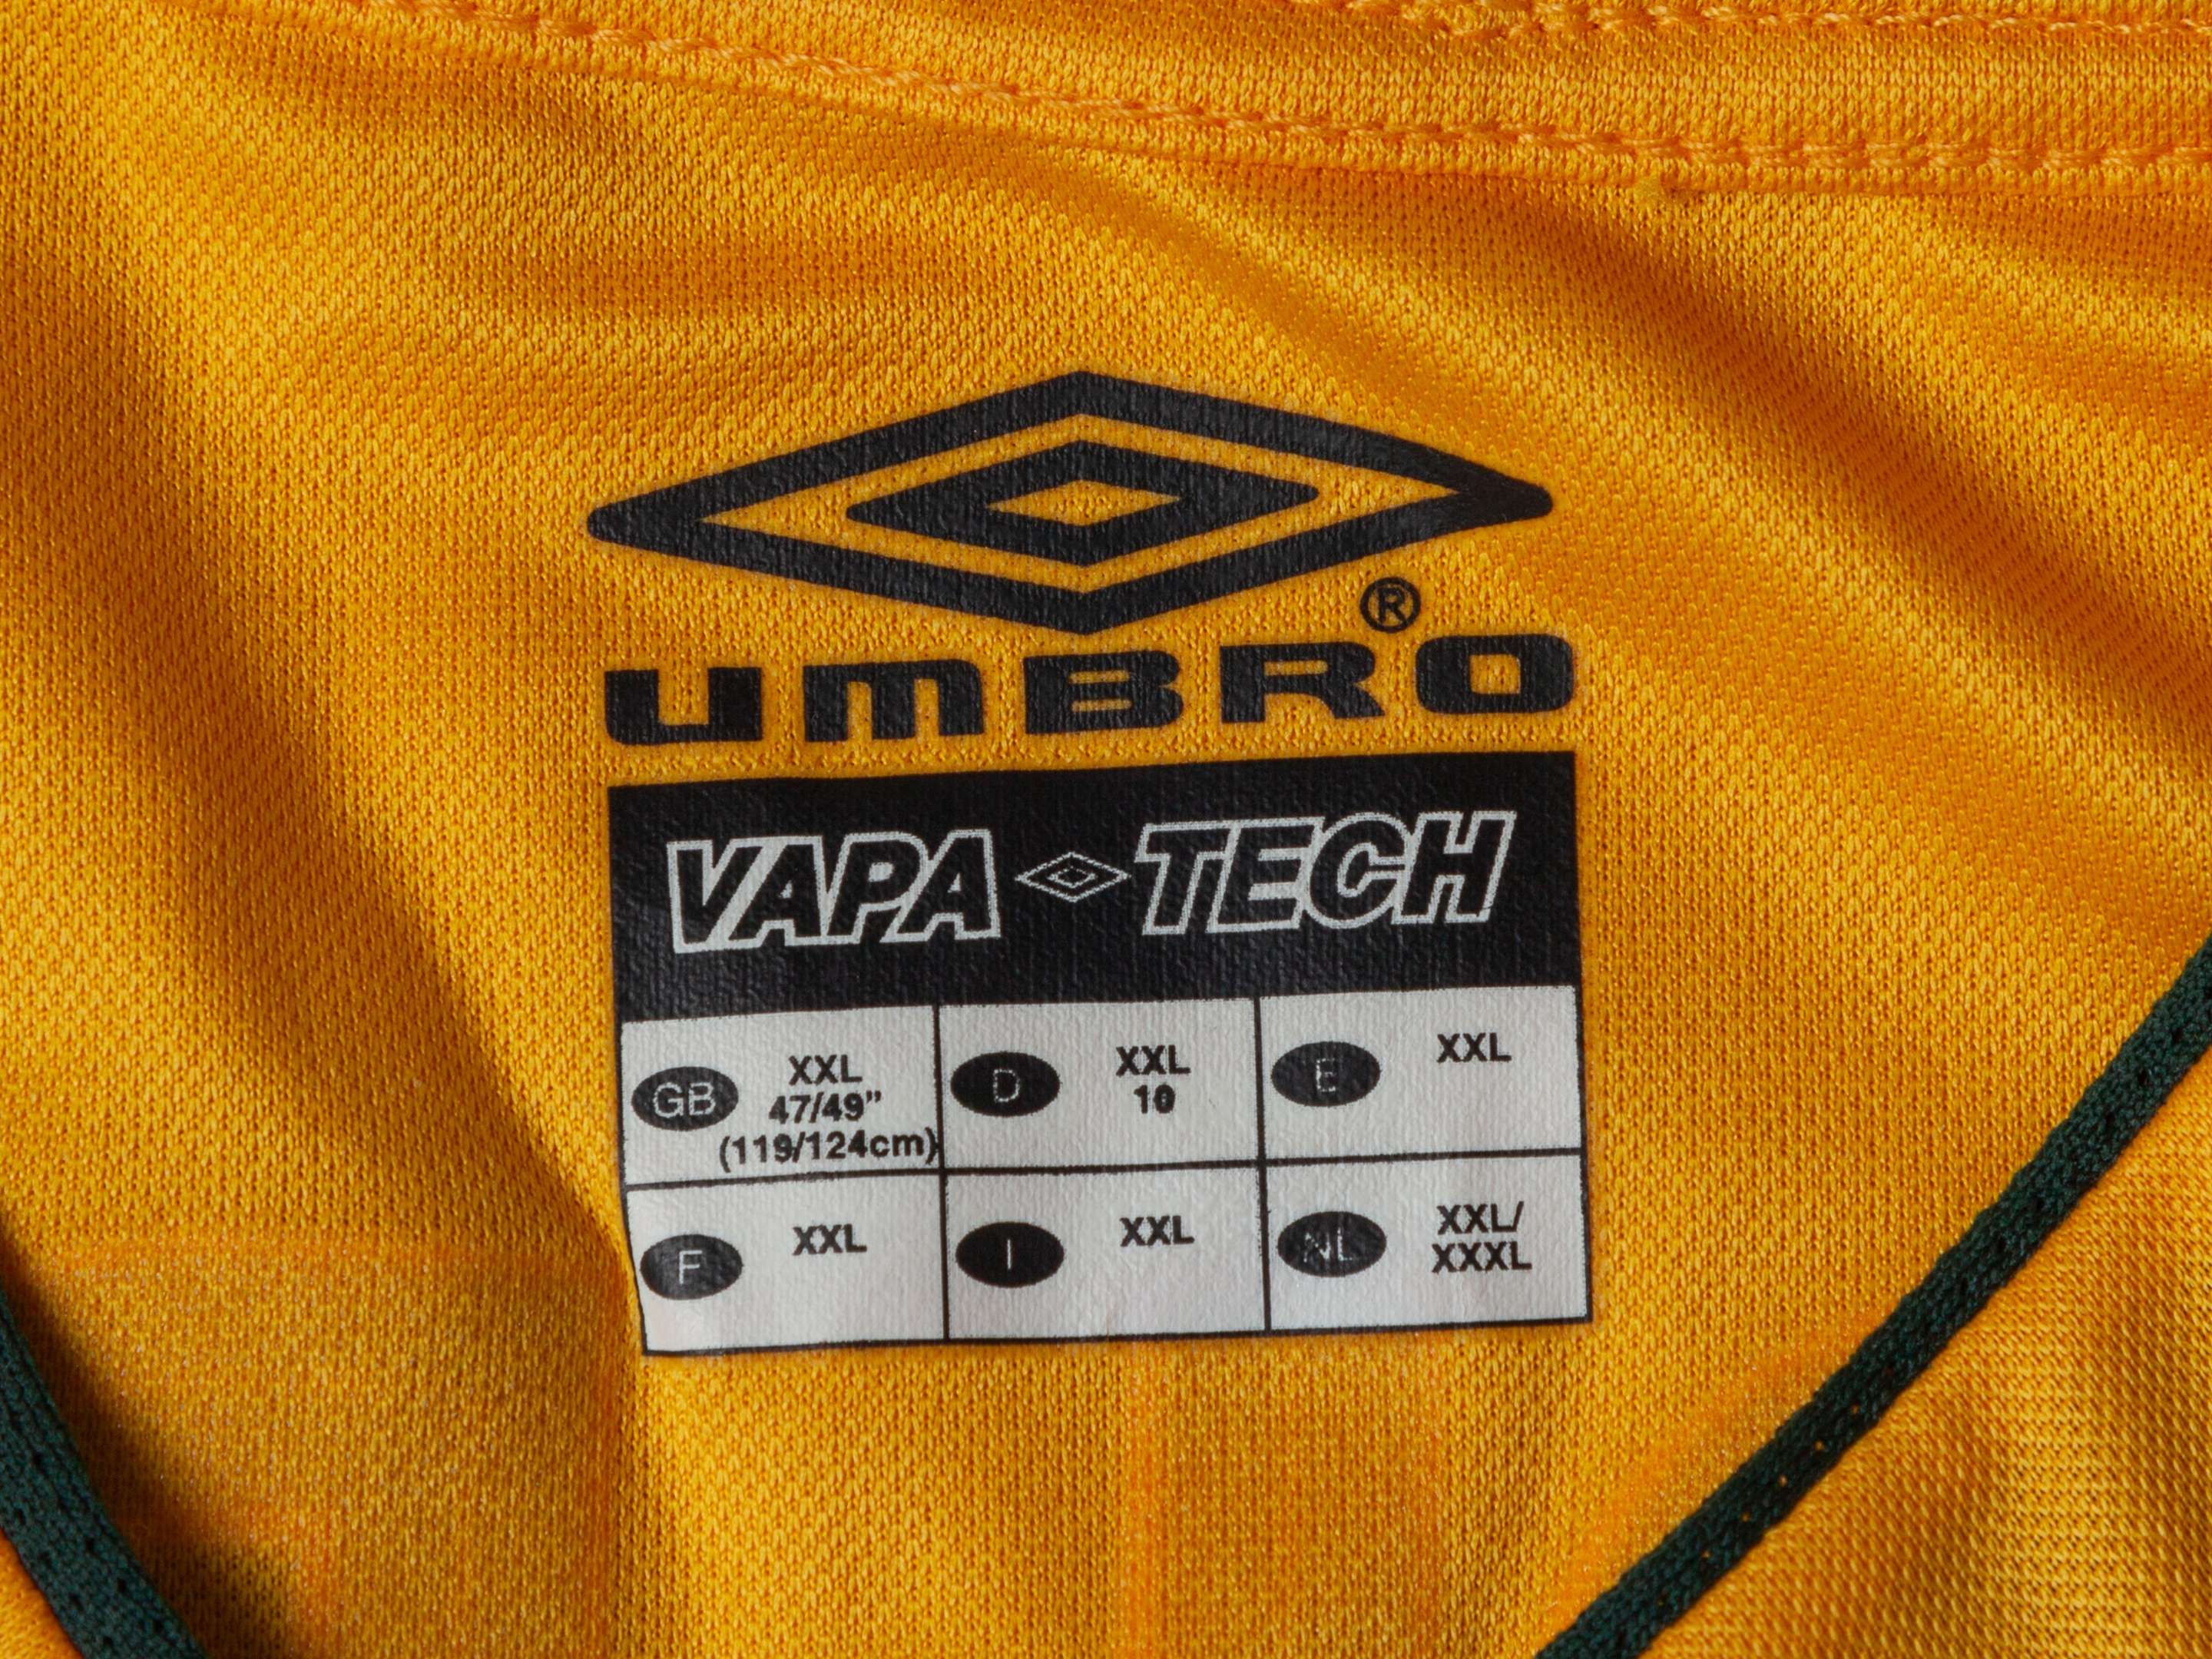 ®
UMBRO
VAPA TECH
GB XXL
47/49"
(119/124cm)
D XXL
10
E XXL
F XXL
I XXL
NL XXL/
XXXL